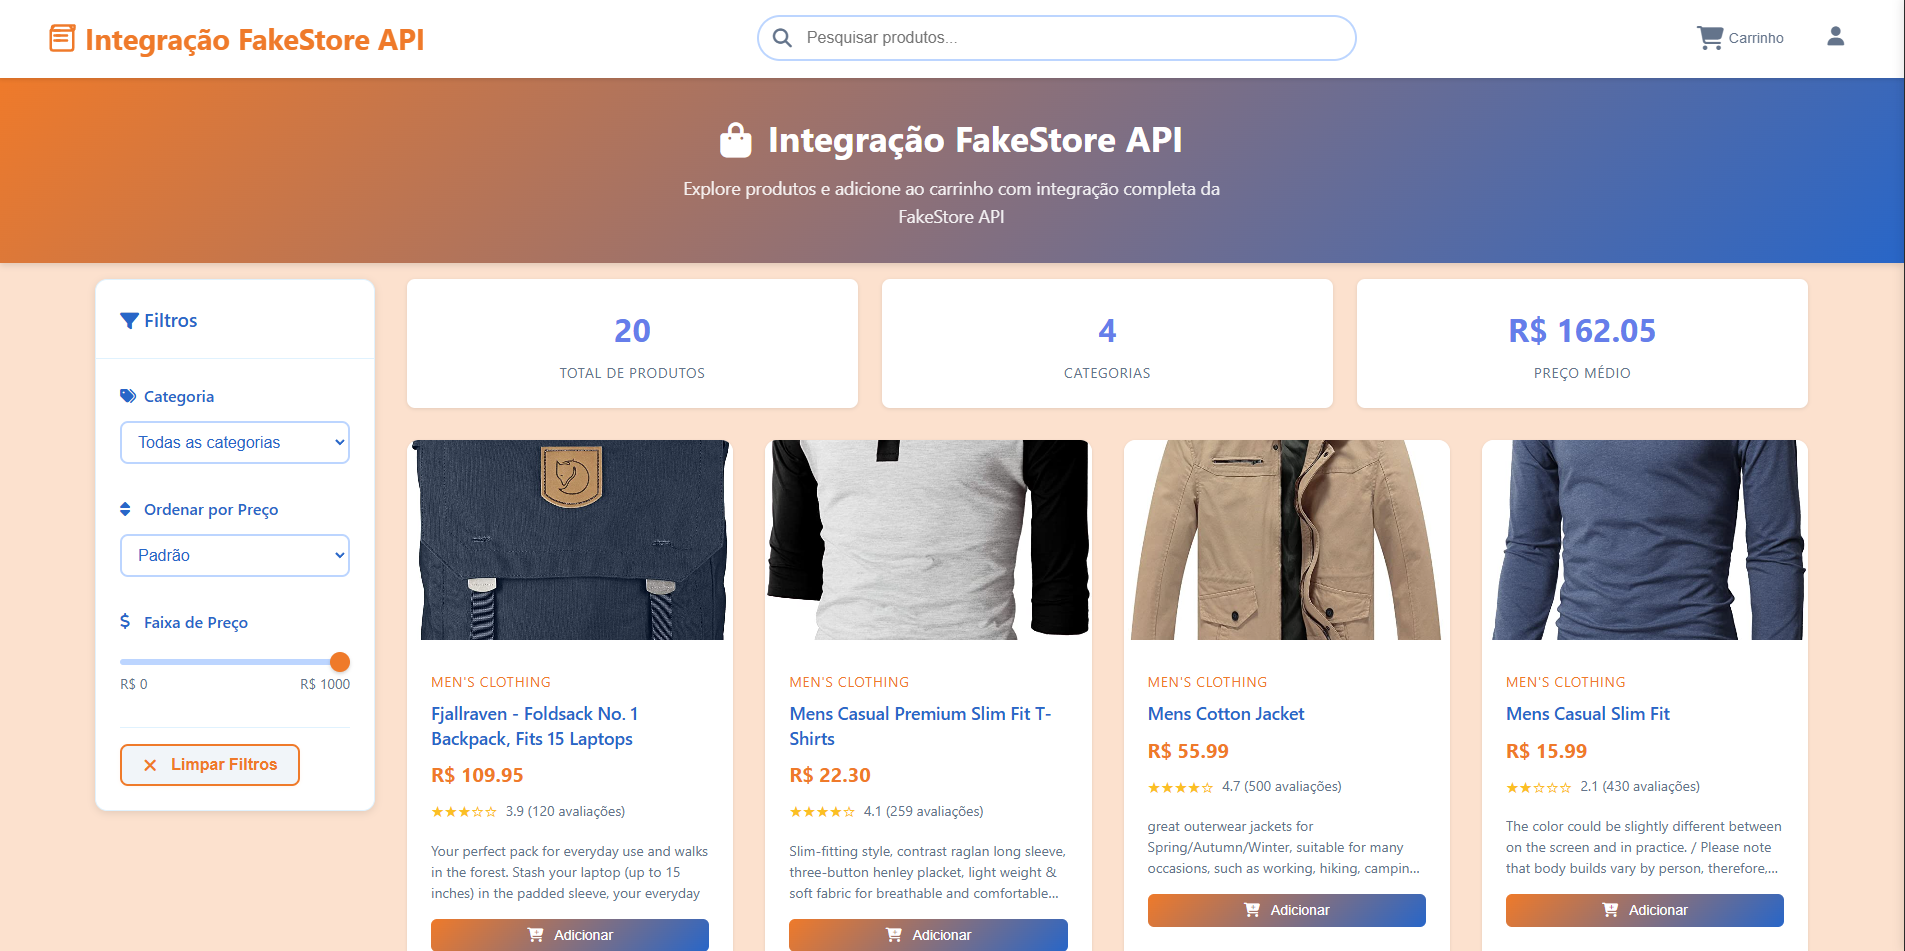 Integração FakeStore API
Pesquisar produtos...
Carrinho
Integração FakeStore API
Explore produtos e adicione ao carrinho com integração completa da
FakeStore API
Filtros
Categoria
Todas as categorias
Ordenar por Preço
Padrão
Faixa de Preço
R$ 0
R$ 1000
Limpar Filtros
20
TOTAL DE PRODUTOS
4
CATEGORIAS
R$ 162.05
PREÇO MÉDIO
MEN'S CLOTHING
Fjallraven - Foldsack No. 1
Backpack, Fits 15 Laptops
R$ 109.95
3.9 (120 avaliações)
Your perfect pack for everyday use and walks
in the forest. Stash your laptop (up to 15
inches) in the padded sleeve, your everyday
Adicionar
MEN'S CLOTHING
Mens Casual Premium Slim Fit T-
Shirts
R$ 22.30
4.1 (259 avaliações)
Slim-fitting style, contrast raglan long sleeve,
three-button henley placket, light weight &
soft fabric for breathable and comfortable...
Adicionar
MEN'S CLOTHING
Mens Cotton Jacket
R$ 55.99
4.7 (500 avaliações)
great outerwear jackets for
Spring/Autumn/Winter, suitable for many
occasions, such as working, hiking, campin...
Adicionar
MEN'S CLOTHING
Mens Casual Slim Fit
R$ 15.99
2.1 (430 avaliações)
The color could be slightly different between
on the screen and in practice. / Please note
that body builds vary by person, therefore,...
Adicionar